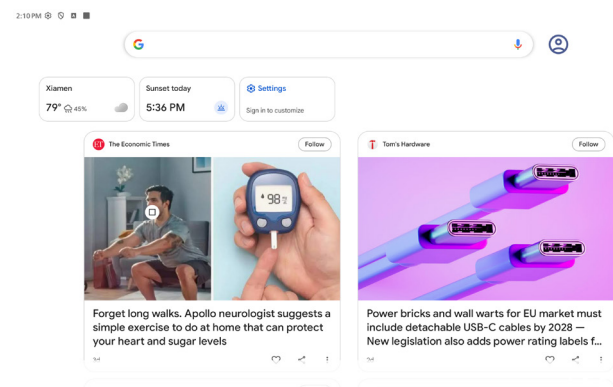 2:10 PM
Xiamen
79° 45%
Sunset today
5:36 PM
Settings
Sign in to customize
The Economic Times
Follow
98
Forget long walks. Apollo neurologist suggests a
simple exercise to do at home that can protect
your heart and sugar levels
Tom's Hardware
Follow
Power bricks and wall warts for EU market must
include detachable USB-C cables by 2028 —
New legislation also adds power rating labels f...